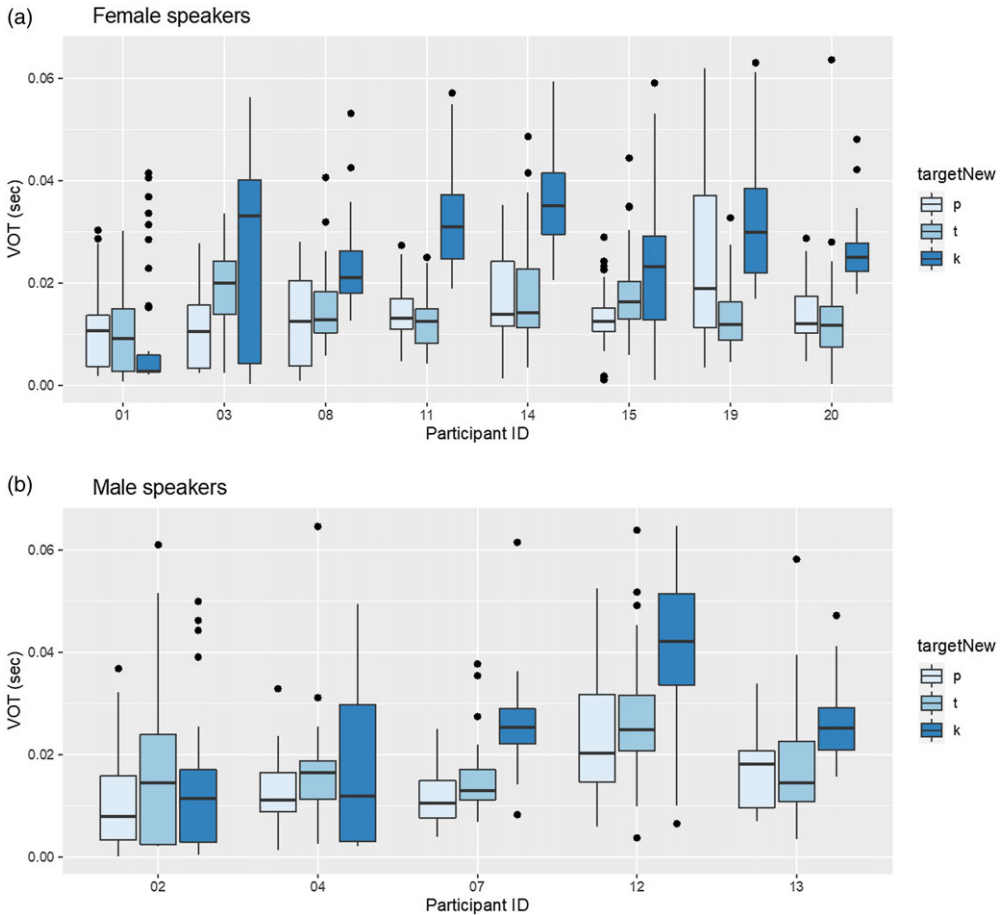 (a) Female speakers
0.06
0.04
0.02
0.00
VOT (sec)
01 03 08 11 14 15 19 20
Participant ID
targetNew
p
t
k
(b) Male speakers
0.06
0.04
0.02
0.00
VOT (sec)
02 04 07 12 13
Participant ID
targetNew
p
t
k